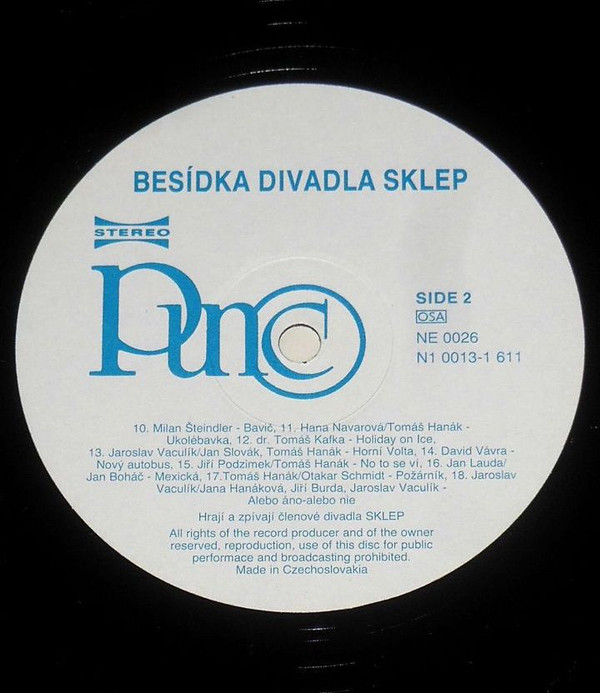 BESÍDKA DIVADLA SKLEP
STEREO
Punc
SIDE 2
OSA
NE 0026
N1 0013-1 611
10. Milan Šteindler - Bavič, 11. Hana Navarová/Tomáš Hanák -
Ukolébavka, 12. dr. Tomáš Kafka - Holiday on Ice,
13. Jaroslav Vaculík/Jan Slovák, Tomáš Hanák - Horní Volta, 14. David Vávra -
Nový autobus, 15. Jiří Podzimek/Tomáš Hanák - No to se ví, 16. Jan Lauda/
Jan Boháč - Mexická, 17.Tomáš Hanák/Otakar Schmidt - Požárník, 18. Jaroslav
Vaculík/Jana Hanáková, Jiří Burda, Jaroslav Vaculík -
Alebo áno-alebo nie
Hrají a zpívají členové divadla SKLEP
All rights of the record producer and of the owner
reserved, reproduction, use of this disc for public
performace and broadcasting prohibited.
Made in Czechoslovakia